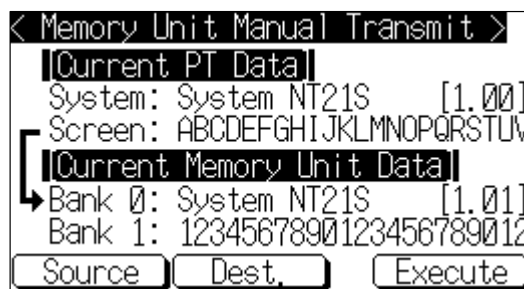 < Memory Unit Manual Transmit >
[Current PT Data]
System: System NT21S [1.00]
Screen: ABCDEFGHIJKLMNOPQRSTUV
[Current Memory Unit Data]
Bank 0: System NT21S [1.01]
Bank 1: 1234567890123456789012
Source Dest. Execute